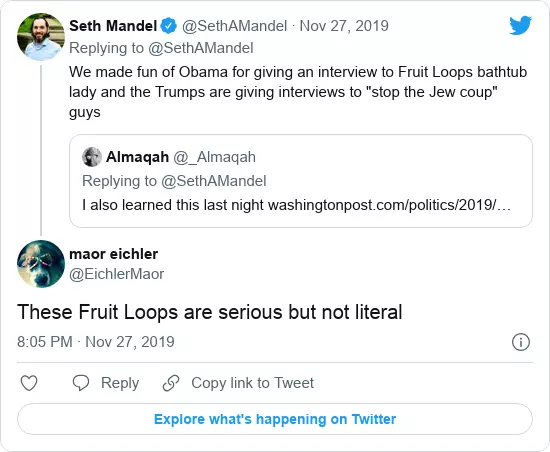 Seth Mandel @SethAMandel · Nov 27, 2019
Replying to @SethAMandel
We made fun of Obama for giving an interview to Fruit Loops bathtub
lady and the Trumps are giving interviews to "stop the Jew coup"
guys
Almaqah @_Almaqah
Replying to @SethAMandel
I also learned this last night washingtonpost.com/politics/2019/…
maor eichler
@EichlerMaor
These Fruit Loops are serious but not literal
8:05 PM · Nov 27, 2019
Reply
Copy link to Tweet
Explore what's happening on Twitter